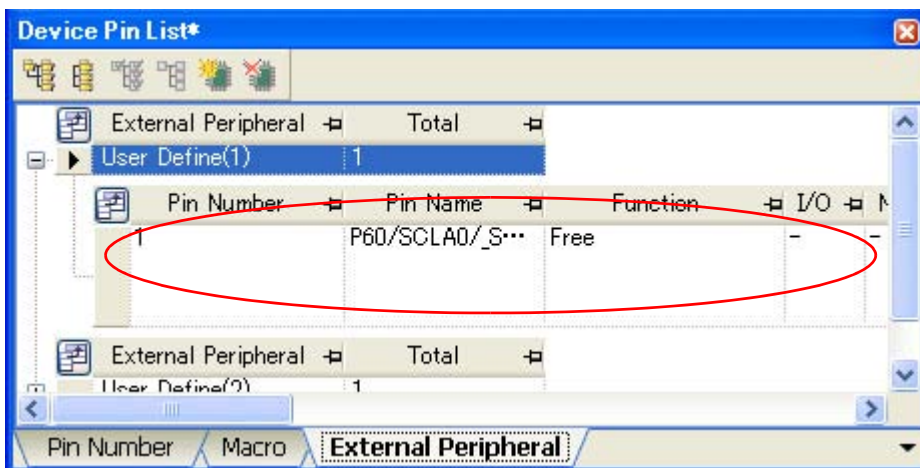 Device Pin List*
External Peripheral Total
User Define(1) 1
Pin Number Pin Name Function I/O N
1 P60/SCLA0/_S··· Free - -
External Peripheral Total
User Define(2) 1
Pin Number Macro External Peripheral